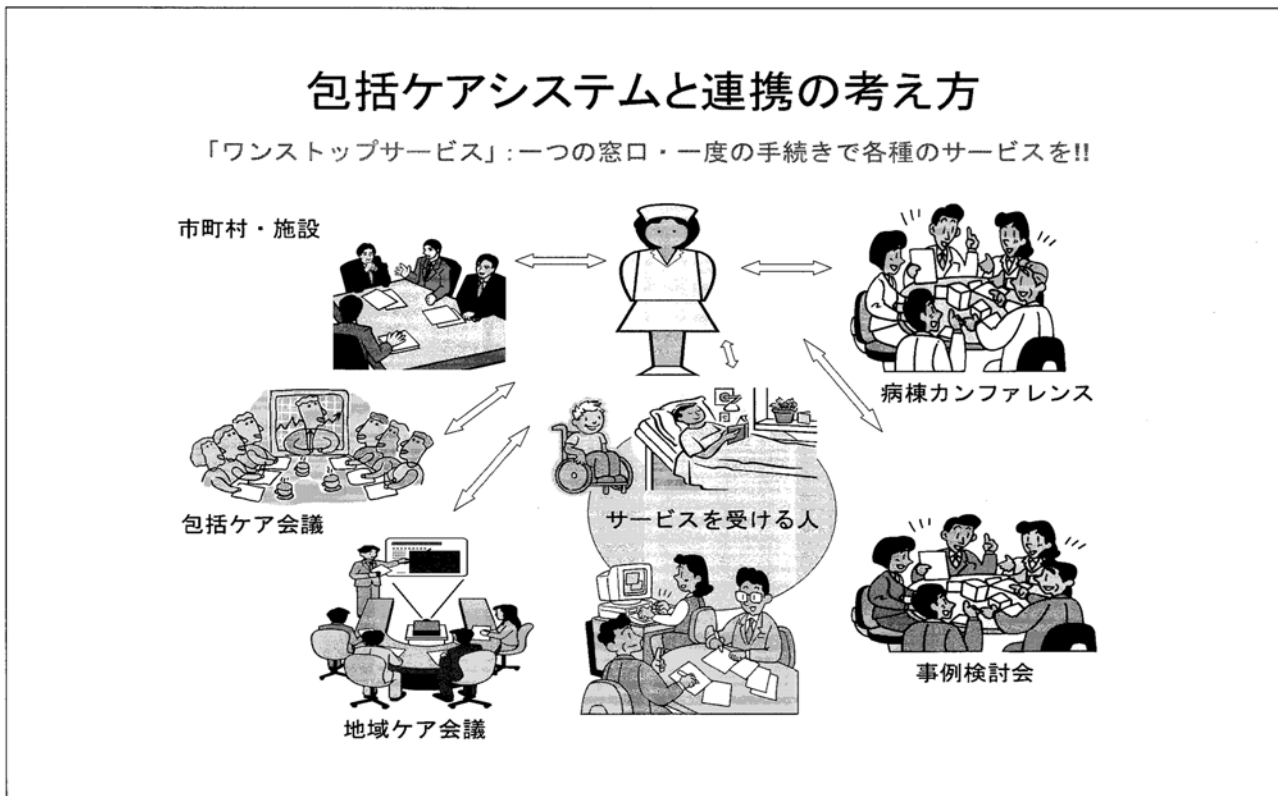 包括ケアシステムと連携の考え方
「ワンストップサービス」:一つの窓口・一度の手続きで各種のサービスを!!
市町村・施設
病棟カンファレンス
包括ケア会議
サービスを受ける人
事例検討会
地域ケア会議